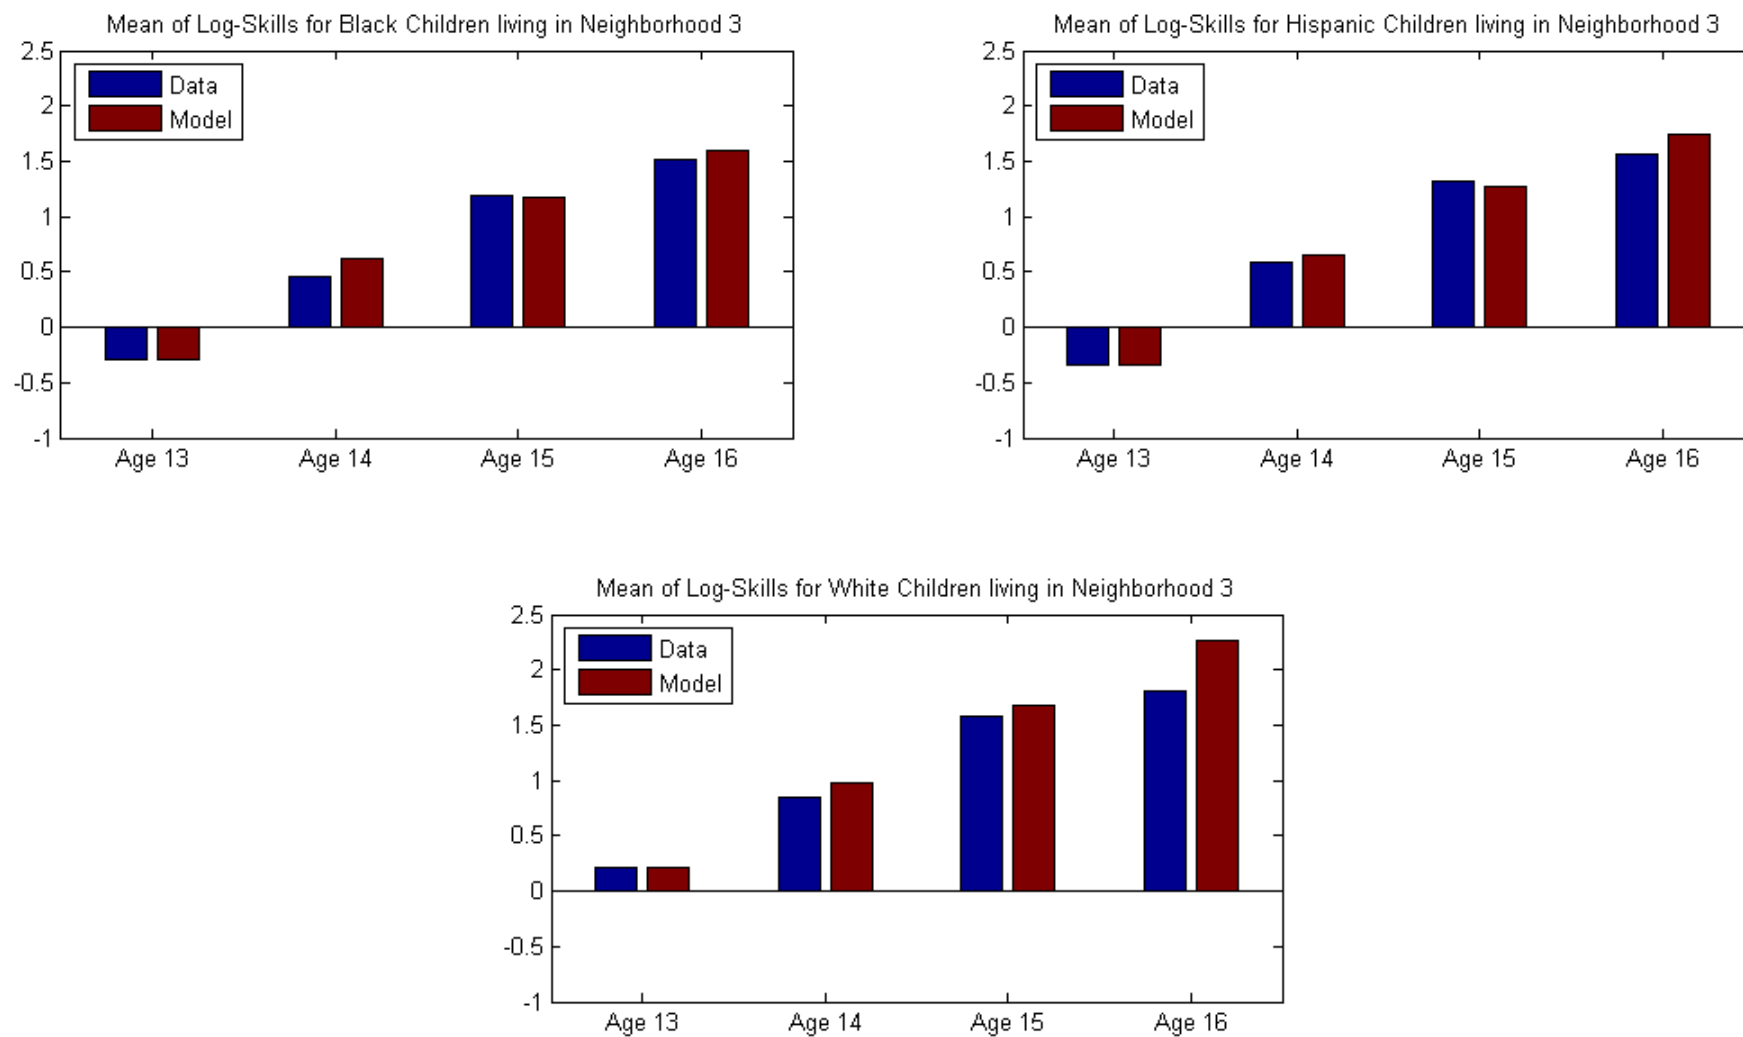 Mean of Log-Skills for Black Children living in Neighborhood 3
2.5
2
1.5
1
0.5
0
-0.5
-1
Data
Model
Age 13 Age 14 Age 15 Age 16
Mean of Log-Skills for Hispanic Children living in Neighborhood 3
2.5
2
1.5
1
0.5
0
-0.5
-1
Data
Model
Age 13 Age 14 Age 15 Age 16
Mean of Log-Skills for White Children living in Neighborhood 3
2.5
2
1.5
1
0.5
0
-0.5
-1
Data
Model
Age 13 Age 14 Age 15 Age 16